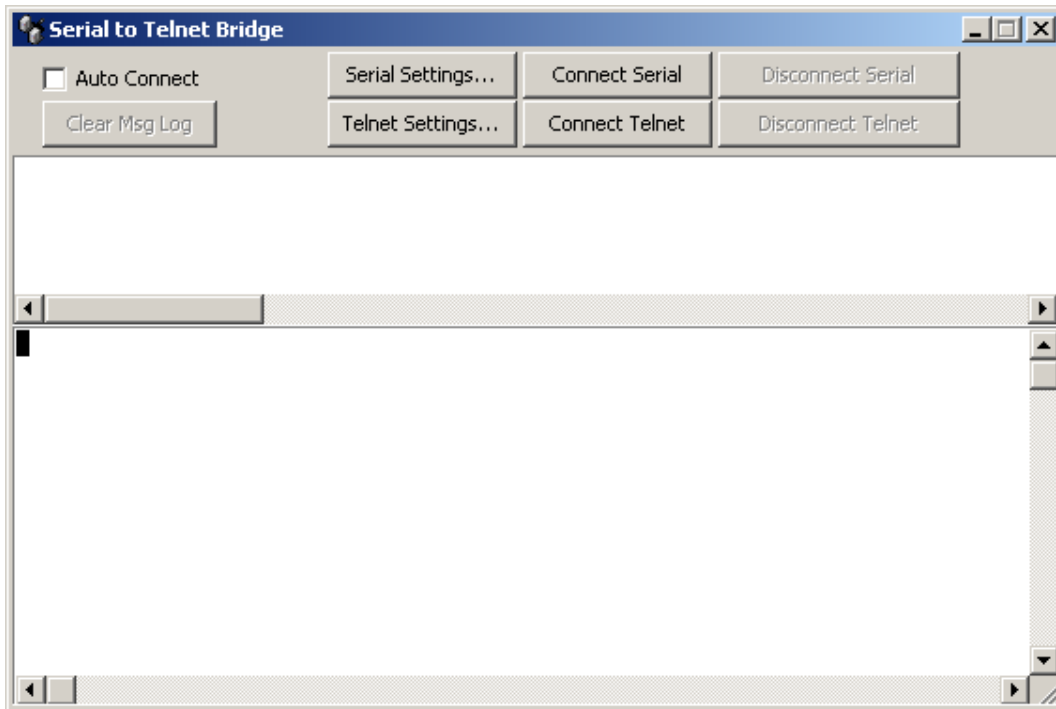 Serial to Telnet Bridge
Auto Connect
Serial Settings...
Connect Serial
Disconnect Serial
Clear Msg Log
Telnet Settings...
Connect Telnet
Disconnect Telnet